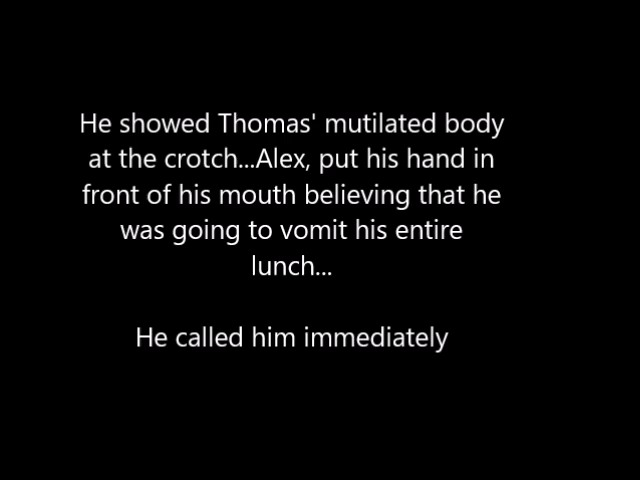 He showed Thomas' mutilated body
at the crotch...Alex, put his hand in
front of his mouth believing that he
was going to vomit his entire
lunch...
He called him immediately